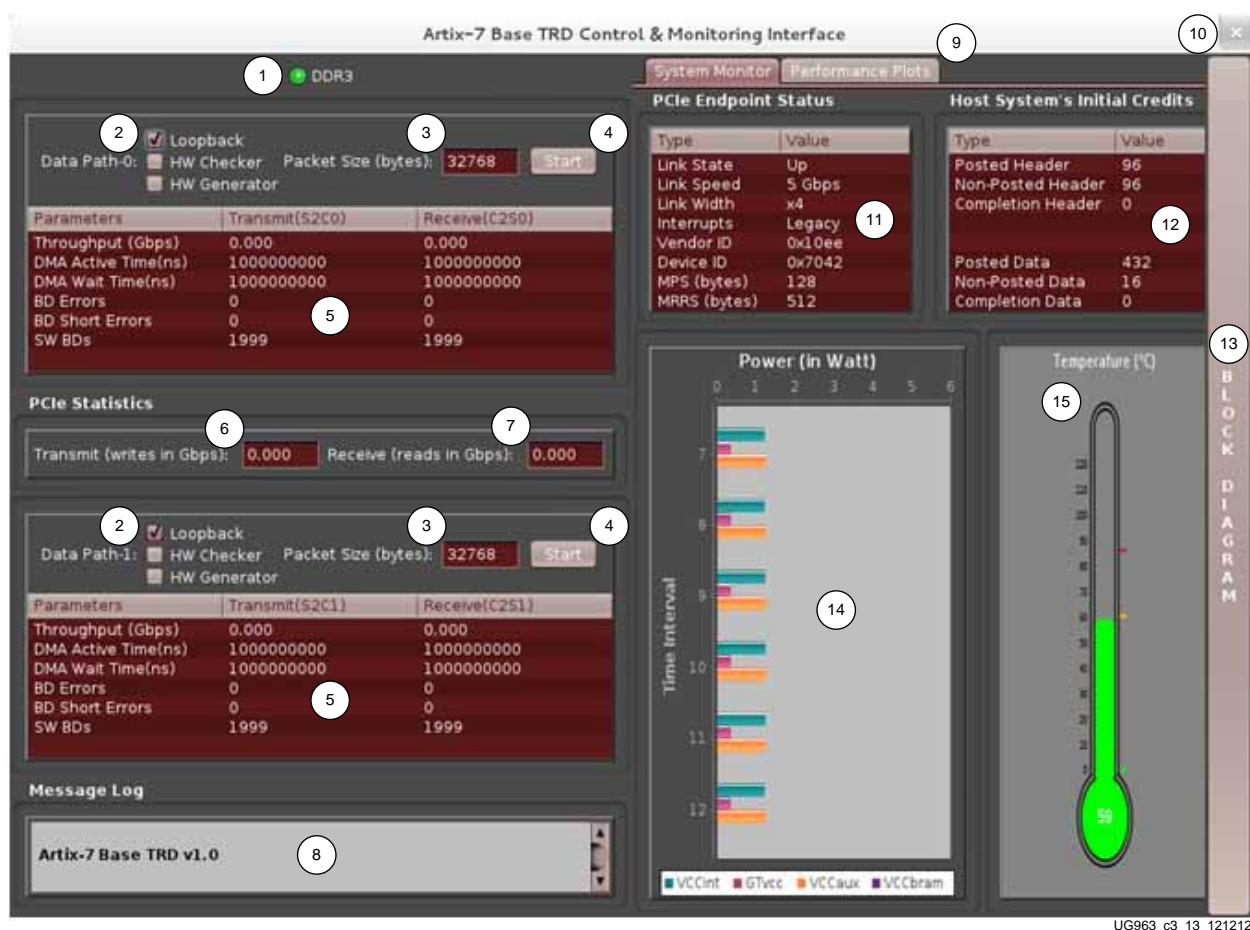 Artix-7 Base TRD Control & Monitoring Interface
9
10
×
1
DDR3
System Monitor
Performance Plots
2
Loopback
3
4
Data Path-0:
HW Checker
Packet Size (bytes):
32768
Start
HW Generator
Parameters Transmit(S2C0) Receive(C2S0)
Throughput (Gbps) 0.000 0.000
DMA Active Time(ns) 1000000000 1000000000
DMA Wait Time(ns) 1000000000 1000000000
BD Errors 0 0
BD Short Errors 0 0
SW BDs 1999 1999
5
PCIe Statistics
6
7
Transmit (writes in Gbps): 0.000 Receive (reads in Gbps): 0.000
2
Loopback
3
4
Data Path-1:
HW Checker
Packet Size (bytes):
32768
Start
HW Generator
Parameters Transmit(S2C1) Receive(C2S1)
Throughput (Gbps) 0.000 0.000
DMA Active Time(ns) 1000000000 1000000000
DMA Wait Time(ns) 1000000000 1000000000
BD Errors 0 0
BD Short Errors 0 0
SW BDs 1999 1999
5
Message Log
Artix-7 Base TRD v1.0
8
PCIe Endpoint Status
Type Value
Link State Up
Link Speed 5 Gbps
Link Width x4
Interrupts Legacy
Vendor ID 0x10ee
Device ID 0x7042
MPS (bytes) 128
MRRS (bytes) 512
11
Host System's Initial Credits
Type Value
Posted Header 96
Non-Posted Header 96
Completion Header 0
Posted Data 432
Non-Posted Data 16
Completion Data 0
12
Power (in Watt)
0 1 2 3 4 5 6
Time Interval
7
8
9
10
11
12
14
VCCint GTvcc VCCaux VCCbram
Temperature (°C)
15
59
13
BLOCK DIAGRAM
UG963_c3_13_121212